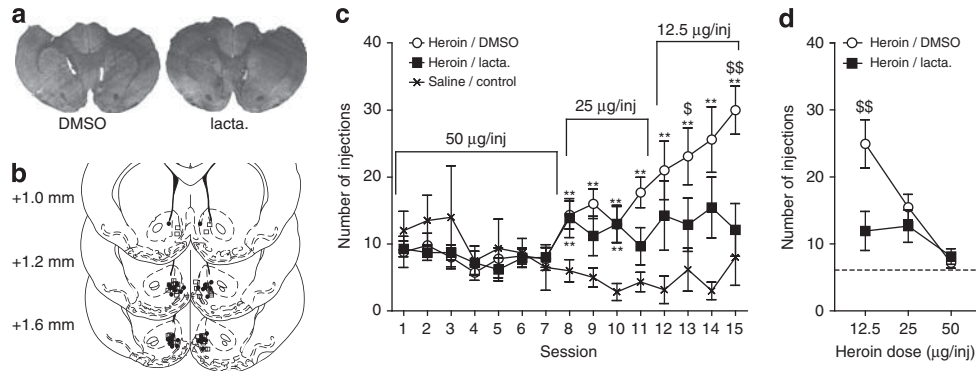 a
DMSO
lacta.
b
+1.0 mm
+1.2 mm
+1.6 mm
c
Heroin / DMSO
Heroin / lacta.
Saline / control
50 µg/inj
25 µg/inj
12.5 µg/inj
**
**
**
**
**
**
**
$
**
**
$$
**
Number of injections
40
30
20
10
0
1 2 3 4 5 6 7 8 9 10 11 12 13 14 15
Session
d
Heroin / DMSO
Heroin / lacta.
$$
Number of injections
40
30
20
10
0
12.5 25 50
Heroin dose (µg/inj)